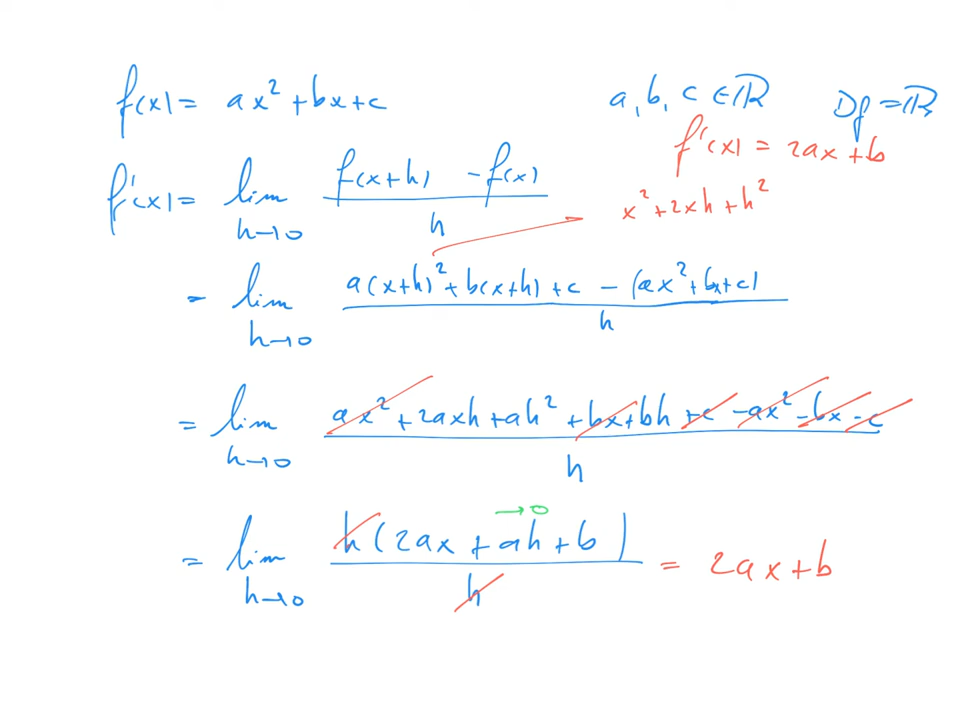 f(x) = ax² + bx + c a, b, c ∈ ℝ Df = ℝ
f'(x) = 2ax + b
f'(x) = lim h→0 (f(x+h) - f(x)) / h
x² + 2xh + h²
= lim h→0 (a(x+h)² + b(x+h) + c - (ax² + bx + c)) / h
= lim h→0 (ax² + 2axh + ah² + bx + bh + c - ax² - bx - c) / h
→0
= lim h→0 h(2ax + ah + b) / h = 2ax + b